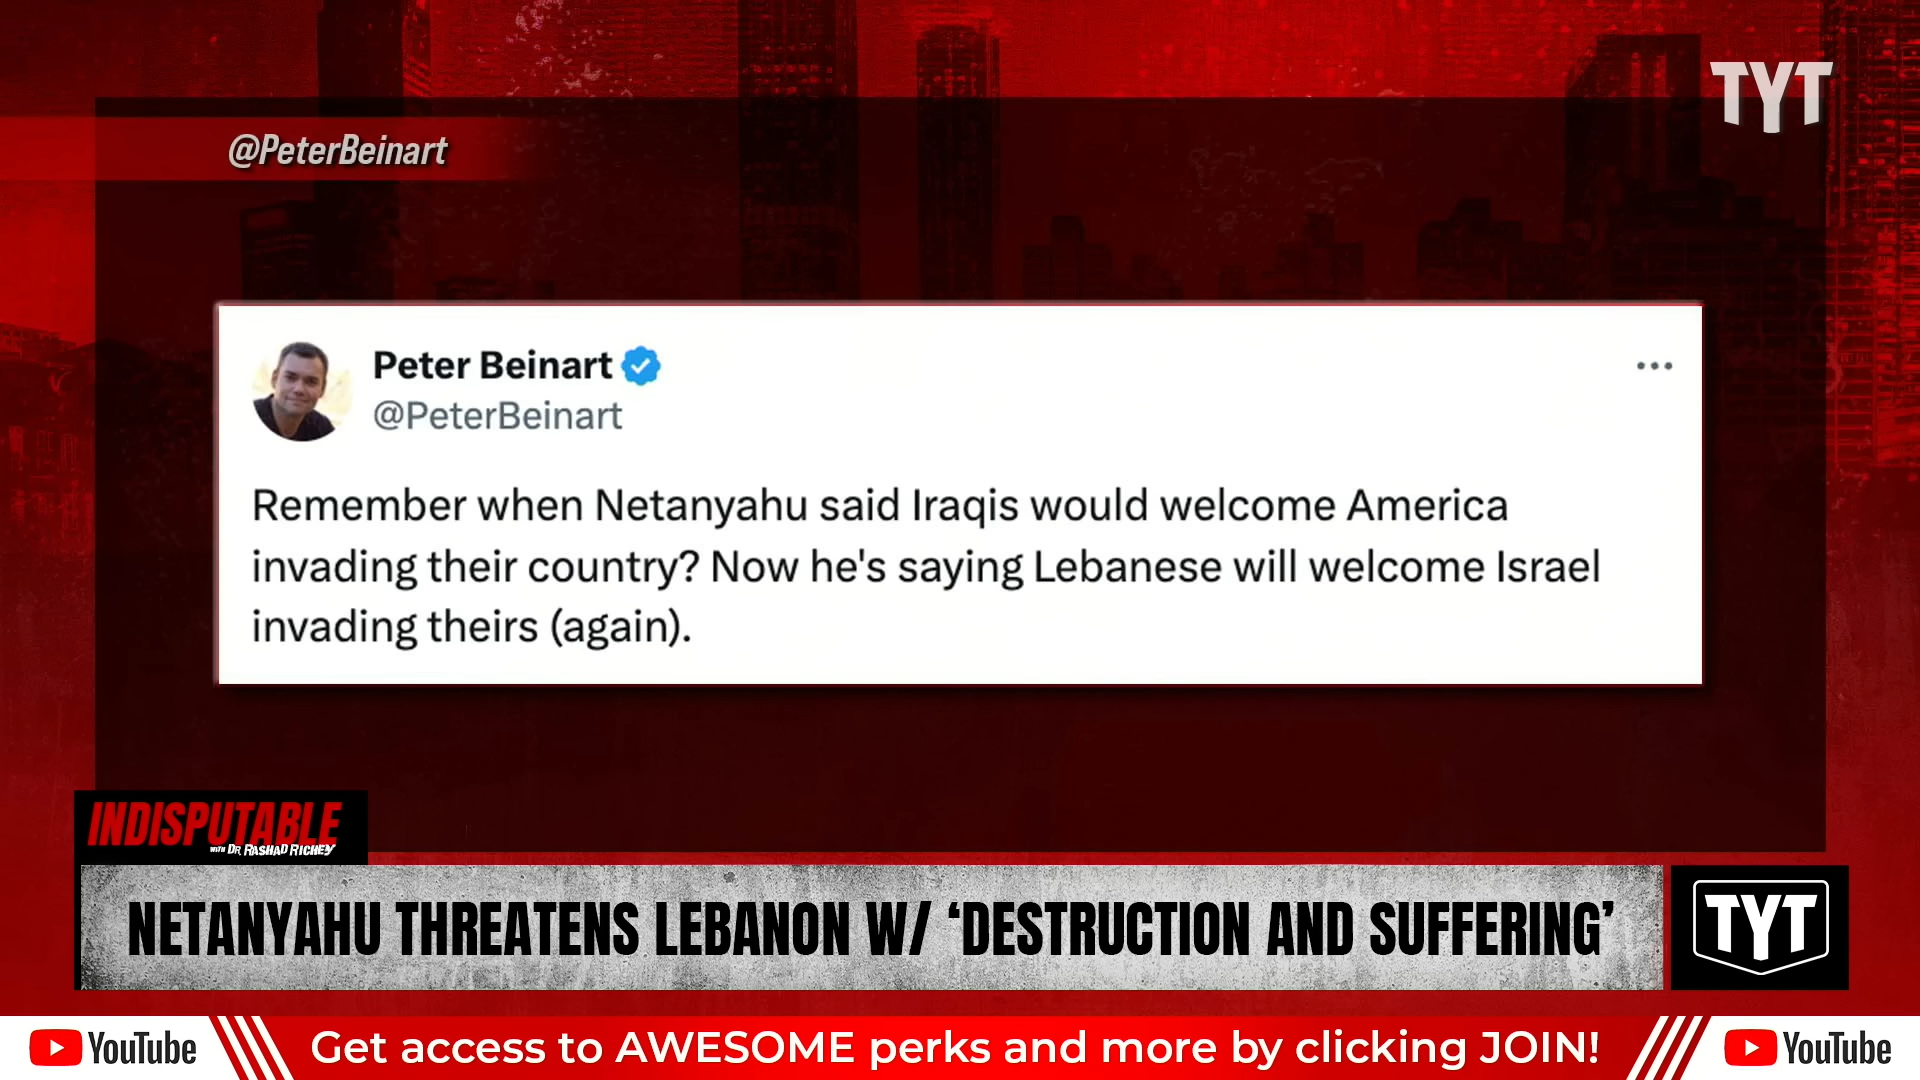 TYT
@PeterBeinart
Peter Beinart
@PeterBeinart
Remember when Netanyahu said Iraqis would welcome America
invading their country? Now he's saying Lebanese will welcome Israel
invading theirs (again).
INDISPUTABLE
WITH DR RASHAD RICHEY
NETANYAHU THREATENS LEBANON W/ ‘DESTRUCTION AND SUFFERING’
TYT
YouTube
Get access to AWESOME perks and more by clicking JOIN!
YouTube